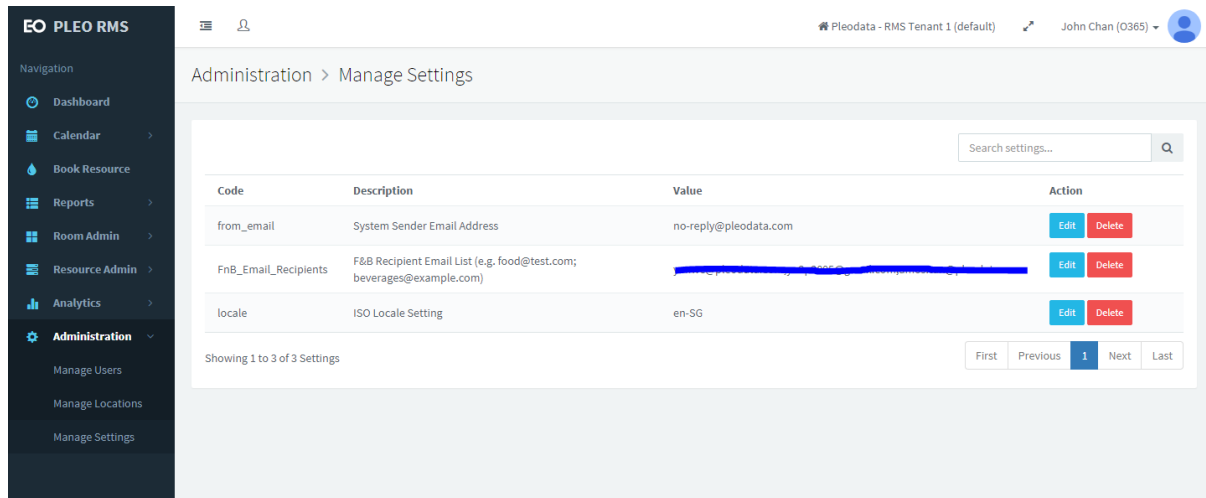 EO PLEO RMS
Pleodata - RMS Tenant 1 (default)
John Chan (O365)
Navigation
Dashboard
Calendar
Book Resource
Reports
Room Admin
Resource Admin
Analytics
Administration
Manage Users
Manage Locations
Manage Settings
Administration > Manage Settings
Search settings...
Code Description Value Action
from_email System Sender Email Address no-reply@pleodata.com Edit Delete
FnB_Email_Recipients F&B Recipient Email List (e.g. food@test.com; Edit Delete
beverages@example.com)
locale ISO Locale Setting en-SG Edit Delete
Showing 1 to 3 of 3 Settings
First Previous 1 Next Last